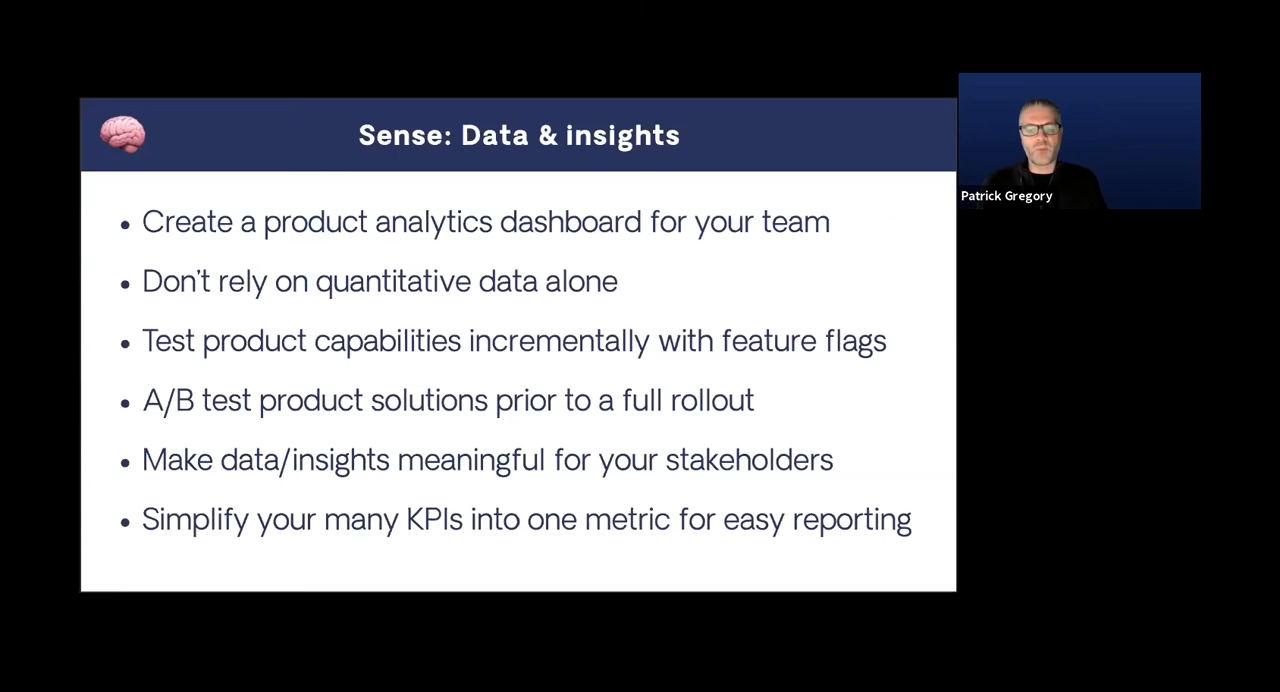 Sense: Data & insights
• Create a product analytics dashboard for your team
• Don't rely on quantitative data alone
• Test product capabilities incrementally with feature flags
• A/B test product solutions prior to a full rollout
• Make data/insights meaningful for your stakeholders
• Simplify your many KPIs into one metric for easy reporting
Patrick Gregory